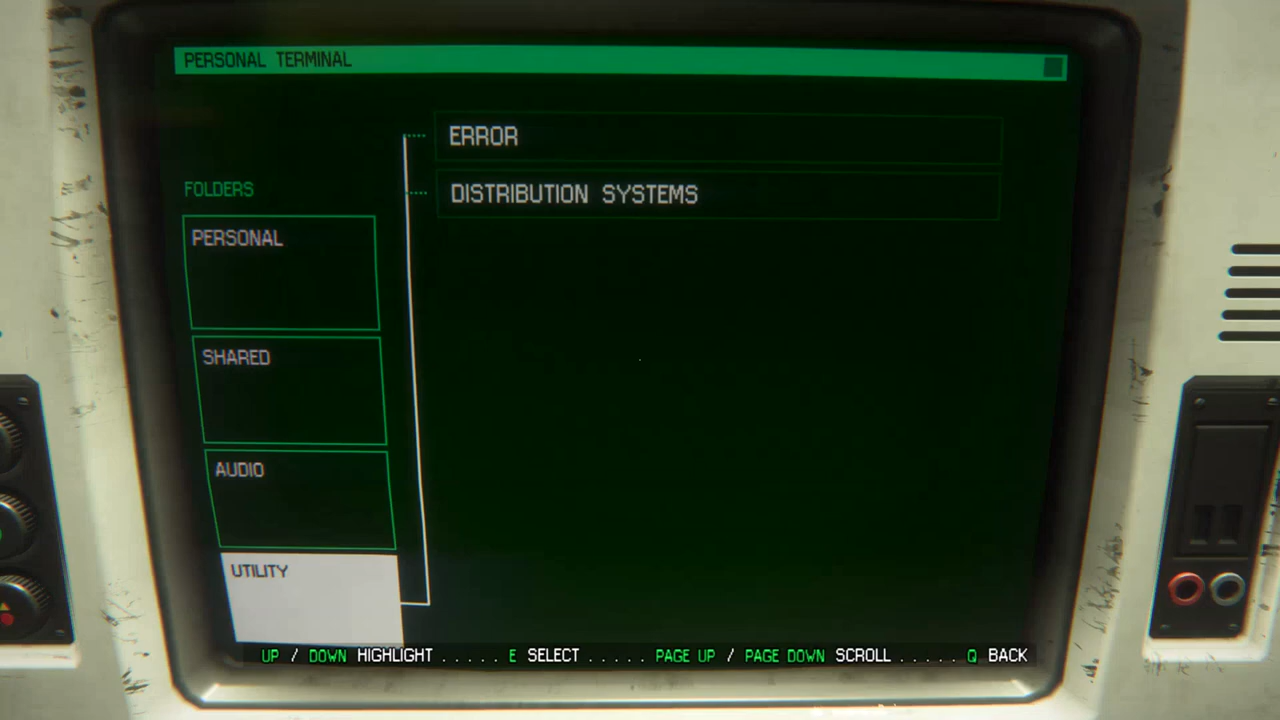 PERSONAL TERMINAL
FOLDERS
PERSONAL
SHARED
AUDIO
UTILITY
ERROR
DISTRIBUTION SYSTEMS
UP / DOWN HIGHLIGHT ..... E SELECT ..... PAGE UP / PAGE DOWN SCROLL ..... Q BACK